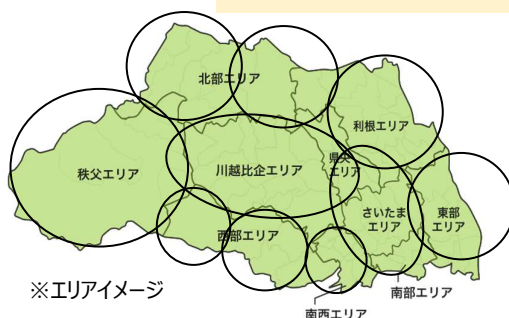 北部エリア
利根エリア
県央
エリア
秩父エリア
川越比企エリア
さいたま
エリア
東部
エリア
西部エリア
※エリアイメージ
南部エリア
南西エリア